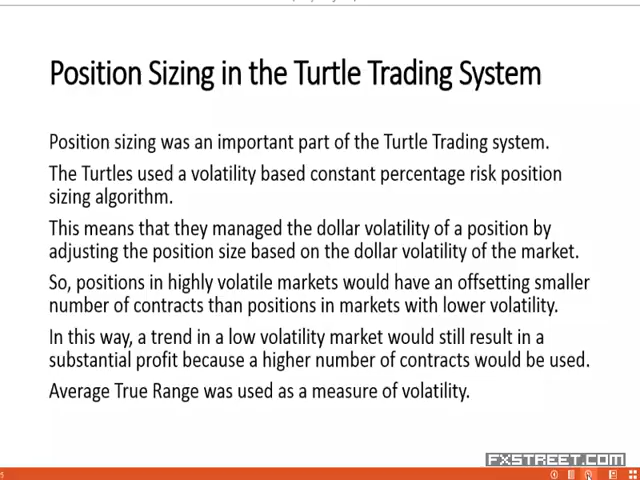 Position Sizing in the Turtle Trading System
Position sizing was an important part of the Turtle Trading system.
The Turtles used a volatility based constant percentage risk position
sizing algorithm.
This means that they managed the dollar volatility of a position by
adjusting the position size based on the dollar volatility of the market.
So, positions in highly volatile markets would have an offsetting smaller
number of contracts than positions in markets with lower volatility.
In this way, a trend in a low volatility market would still result in a
substantial profit because a higher number of contracts would be used.
Average True Range was used as a measure of volatility.
FXSTREET.COM